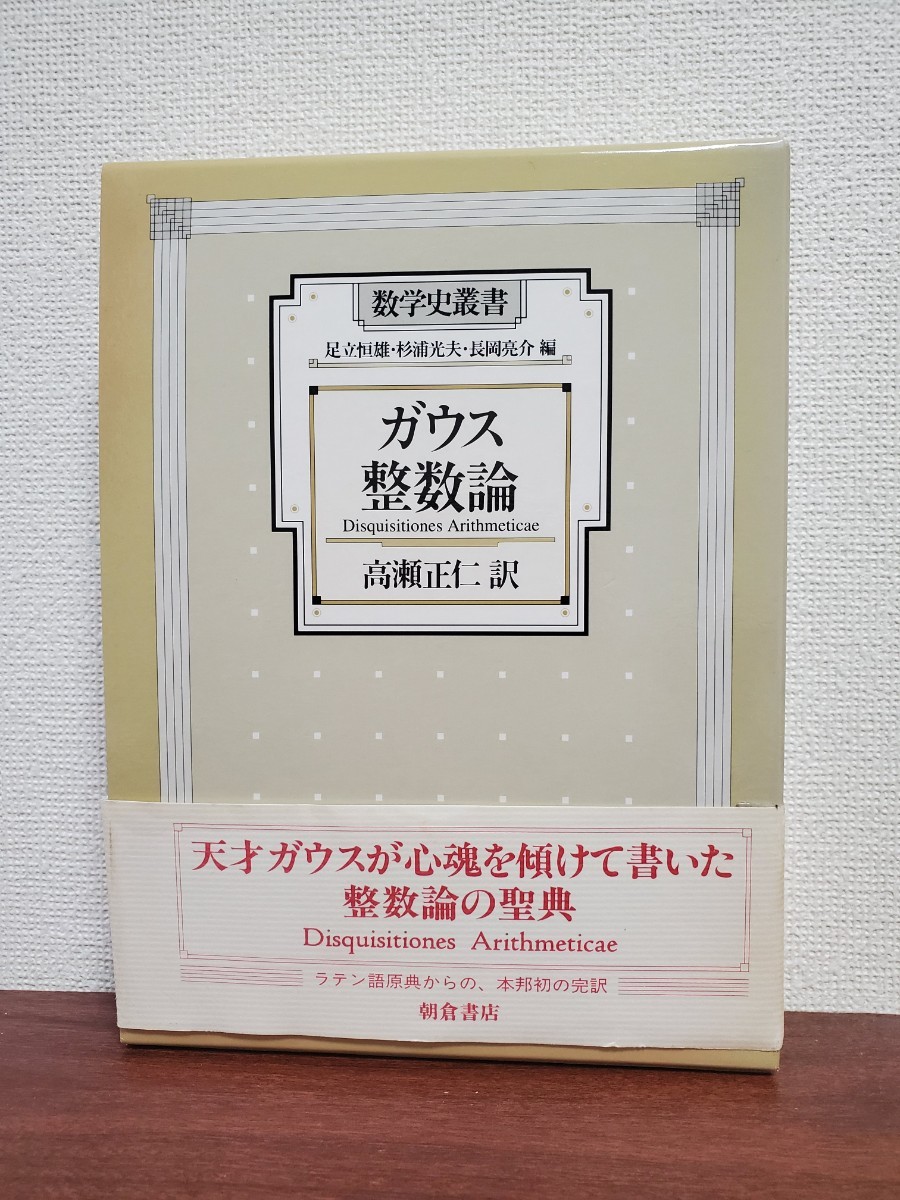 数学史叢書
足立恒雄・杉浦光夫・長岡亮介 編
ガウス
整数論
Disquisitiones Arithmeticae
高瀬正仁 訳
天才ガウスが心魂を傾けて書いた
整数論の聖典
Disquisitiones Arithmeticae
ラテン語原典からの、本邦初の完訳
朝倉書店